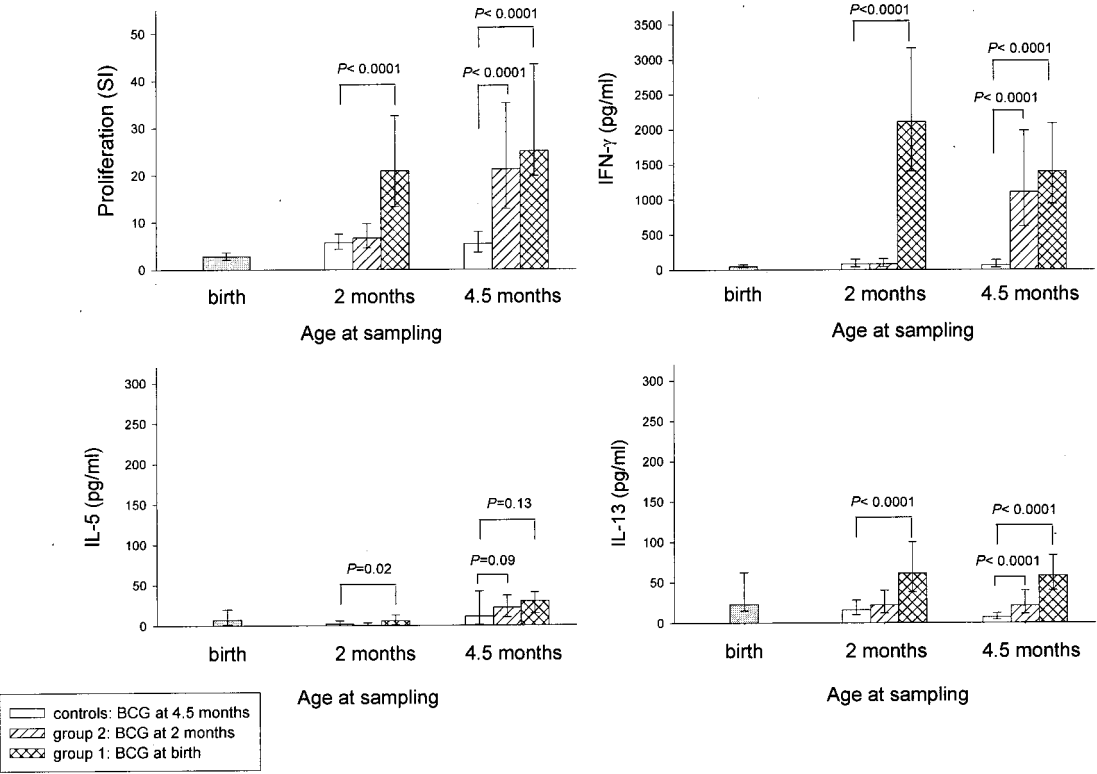 P< 0.0001
P< 0.0001
P< 0.0001
50
40
30
20
10
0
Proliferation (SI)
birth
2 months
4.5 months
Age at sampling
P<0.0001
P< 0.0001
P< 0.0001
3500
3000
2500
2000
1500
1000
500
0
IFN-γ (pg/ml)
birth
2 months
4.5 months
Age at sampling
300
250
200
150
100
50
0
IL-5 (pg/ml)
P=0.02
P=0.13
P=0.09
birth
2 months
4.5 months
Age at sampling
300
250
200
150
100
50
0
IL-13 (pg/ml)
P< 0.0001
P< 0.0001
P< 0.0001
birth
2 months
4.5 months
Age at sampling
controls: BCG at 4.5 months
group 2: BCG at 2 months
group 1: BCG at birth